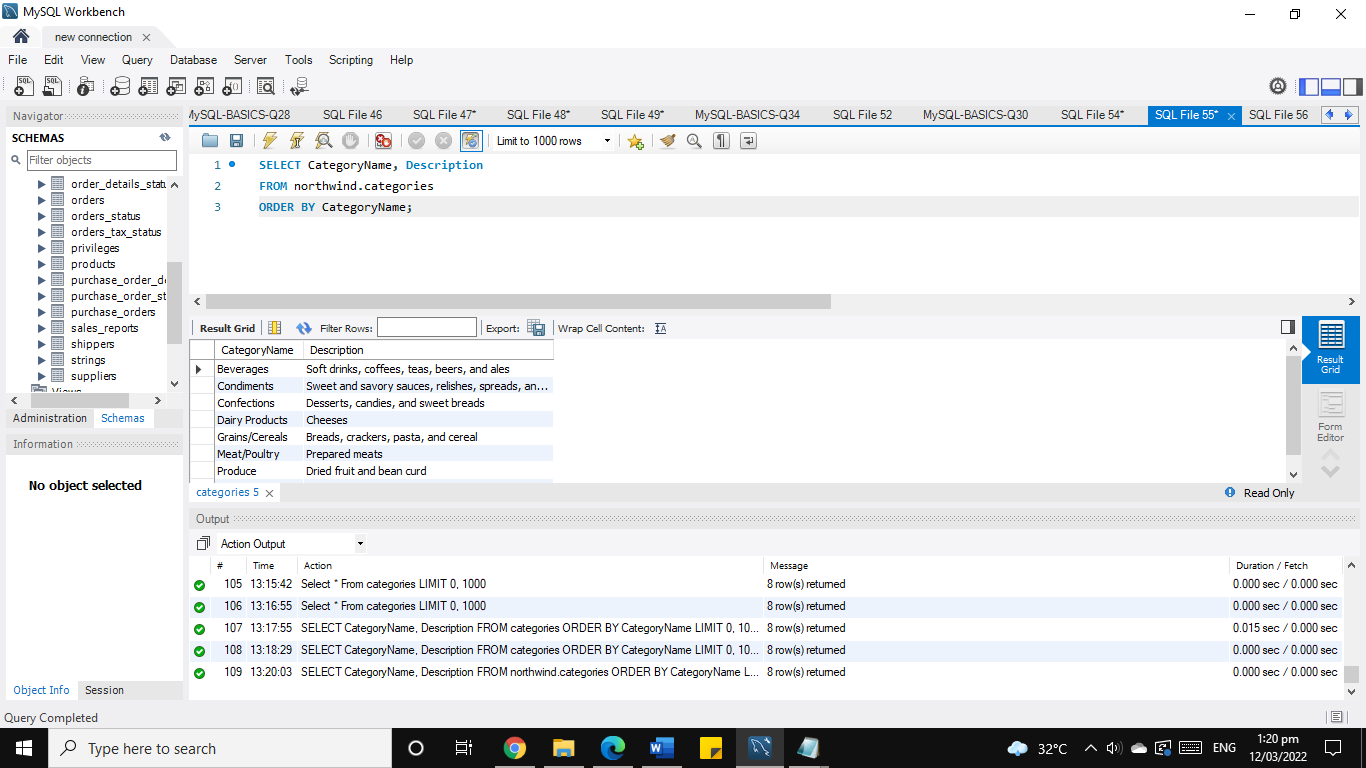 MySQL Workbench
new connection
File Edit View Query Database Server Tools Scripting Help
Navigator
SCHEMAS
Filter objects
order_details_statu
orders
orders_status
orders_tax_status
privileges
products
purchase_order_de
purchase_order_st
purchase_orders
sales_reports
shippers
strings
suppliers
Views
Administration Schemas
Information
No object selected
Object Info Session
MySQL-BASICS-Q28 SQL File 46 SQL File 47* SQL File 48* SQL File 49* MySQL-BASICS-Q34 SQL File 52 MySQL-BASICS-Q30 SQL File 54* SQL File 55* SQL File 56
Limit to 1000 rows
1 SELECT CategoryName, Description
2 FROM northwind.categories
3 ORDER BY CategoryName;
Result Grid Filter Rows: Export: Wrap Cell Content:
CategoryName Description
Beverages Soft drinks, coffees, teas, beers, and ales
Condiments Sweet and savory sauces, relishes, spreads, an...
Confections Desserts, candies, and sweet breads
Dairy Products Cheeses
Grains/Cereals Breads, crackers, pasta, and cereal
Meat/Poultry Prepared meats
Produce Dried fruit and bean curd
Result
Grid
Form
Editor
categories 5 Read Only
Output
Action Output
# Time Action Message Duration / Fetch
105 13:15:42 Select * From categories LIMIT 0, 1000 8 row(s) returned 0.000 sec / 0.000 sec
106 13:16:55 Select * From categories LIMIT 0, 1000 8 row(s) returned 0.000 sec / 0.000 sec
107 13:17:55 SELECT CategoryName, Description FROM categories ORDER BY CategoryName LIMIT 0, 10... 8 row(s) returned 0.015 sec / 0.000 sec
108 13:18:29 SELECT CategoryName, Description FROM categories ORDER BY CategoryName LIMIT 0, 10... 8 row(s) returned 0.000 sec / 0.000 sec
109 13:20:03 SELECT CategoryName, Description FROM northwind.categories ORDER BY CategoryName L... 8 row(s) returned 0.000 sec / 0.000 sec
Query Completed
Type here to search
32°C
ENG
1:20 pm
12/03/2022